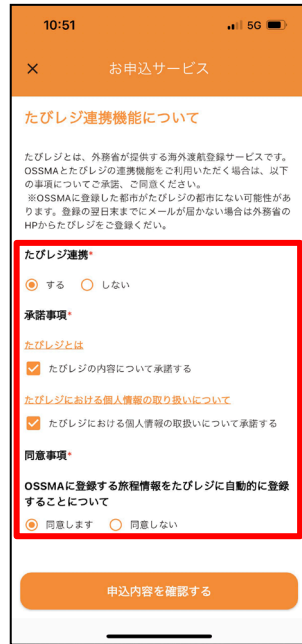 10:51
5G
×
お申込サービス
たびレジ連携機能について
たびレジとは、外務省が提供する海外渡航登録サービスです。
OSSMAとたびレジの連携機能をご利用いただく場合は、以下
の事項についてご承諾、ご同意ください。
※OSSMAに登録した都市がたびレジの都市にない可能性があ
ります。登録の翌日までにメールが届かない場合は外務省の
HPからたびレジをご登録くだい。
たびレジ連携*
する しない
承諾事項*
たびレジとは
たびレジの内容について承諾する
たびレジにおける個人情報の取り扱いについて
たびレジにおける個人情報の取扱いについて承諾する
同意事項*
OSSMAに登録する旅程情報をたびレジに自動的に登録
することについて
同意します 同意しない
申込内容を確認する